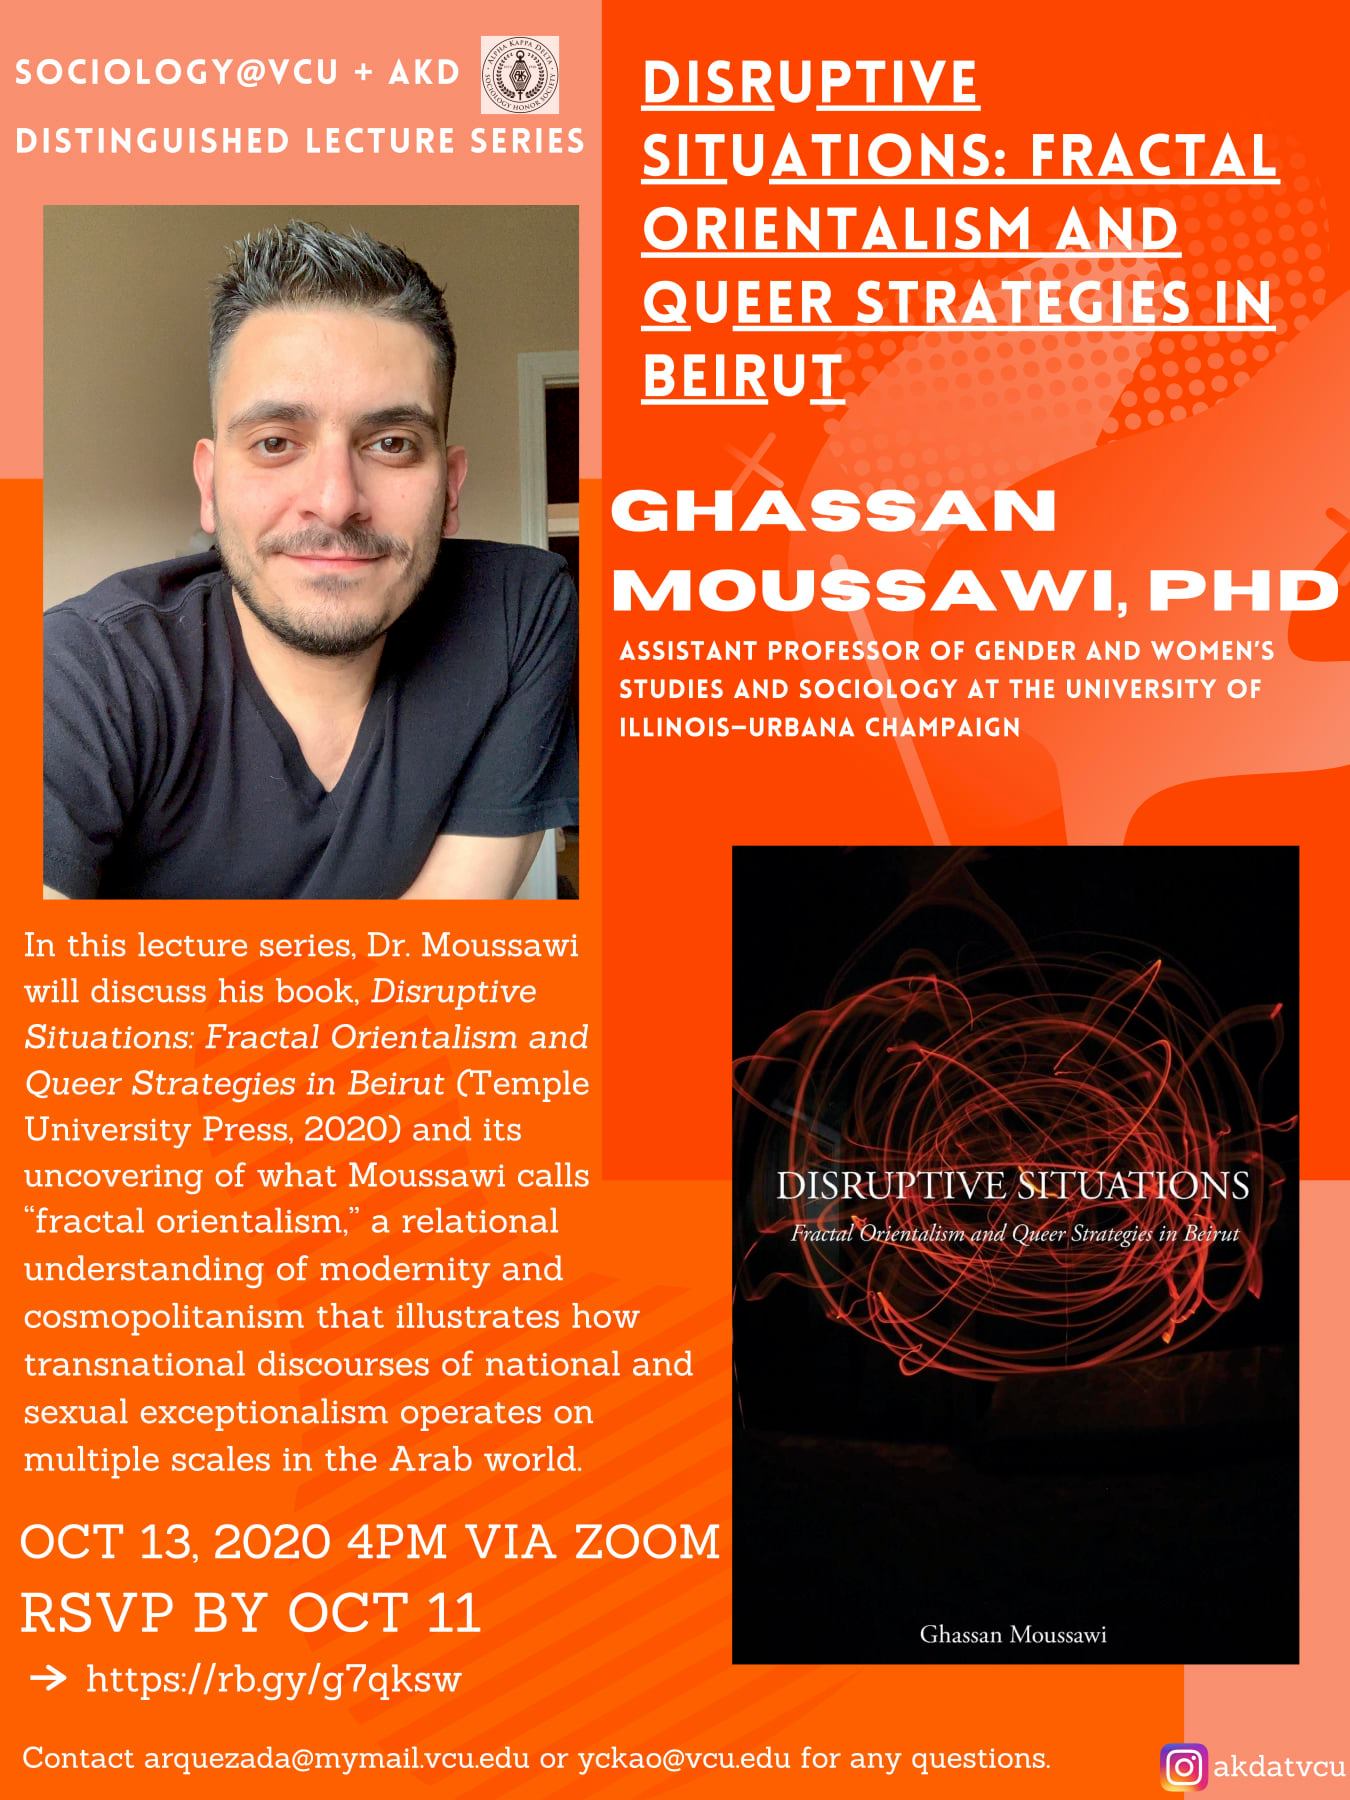 SOCIOLOGY@VCU + AKD
ALPHA KAPPA DELTA
SOCIOLOGY HONOR SOCIETY
DISTINGUISHED LECTURE SERIES
DISRUPTIVE
SITUATIONS: FRACTAL
ORIENTALISM AND
QUEER STRATEGIES IN
BEIRUT
GHASSAN
MOUSSAWI, PHD
ASSISTANT PROFESSOR OF GENDER AND WOMEN'S
STUDIES AND SOCIOLOGY AT THE UNIVERSITY OF
ILLINOIS–URBANA CHAMPAIGN
In this lecture series, Dr. Moussawi
will discuss his book, Disruptive
Situations: Fractal Orientalism and
Queer Strategies in Beirut (Temple
University Press, 2020) and its
uncovering of what Moussawi calls
“fractal orientalism,” a relational
understanding of modernity and
cosmopolitanism that illustrates how
transnational discourses of national and
sexual exceptionalism operates on
multiple scales in the Arab world.
DISRUPTIVE SITUATIONS
Fractal Orientalism and Queer Strategies in Beirut
Ghassan Moussawi
OCT 13, 2020 4PM VIA ZOOM
RSVP BY OCT 11
→ https://rb.gy/g7qksw
Contact arquezada@mymail.vcu.edu or yckao@vcu.edu for any questions.
akdatvcu